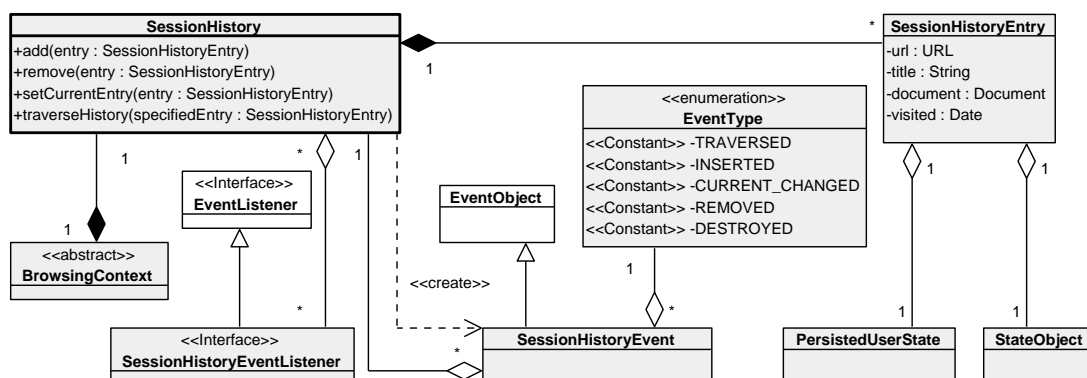 SessionHistory
+add(entry : SessionHistoryEntry)
+remove(entry : SessionHistoryEntry)
+setCurrentEntry(entry : SessionHistoryEntry)
+traverseHistory(specifiedEntry : SessionHistoryEntry)
1
*
SessionHistoryEntry
-url : URL
-title : String
-document : Document
-visited : Date
<<enumeration>>
EventType
<<Constant>> -TRAVERSED
<<Constant>> -INSERTED
<<Constant>> -CURRENT_CHANGED
<<Constant>> -REMOVED
<<Constant>> -DESTROYED
1
*
1
1
1
<<Interface>>
EventListener
EventObject
1
<<abstract>>
BrowsingContext
<<create>>
1
*
*
*
1
1
<<Interface>>
SessionHistoryEventListener
SessionHistoryEvent
PersistedUserState
StateObject